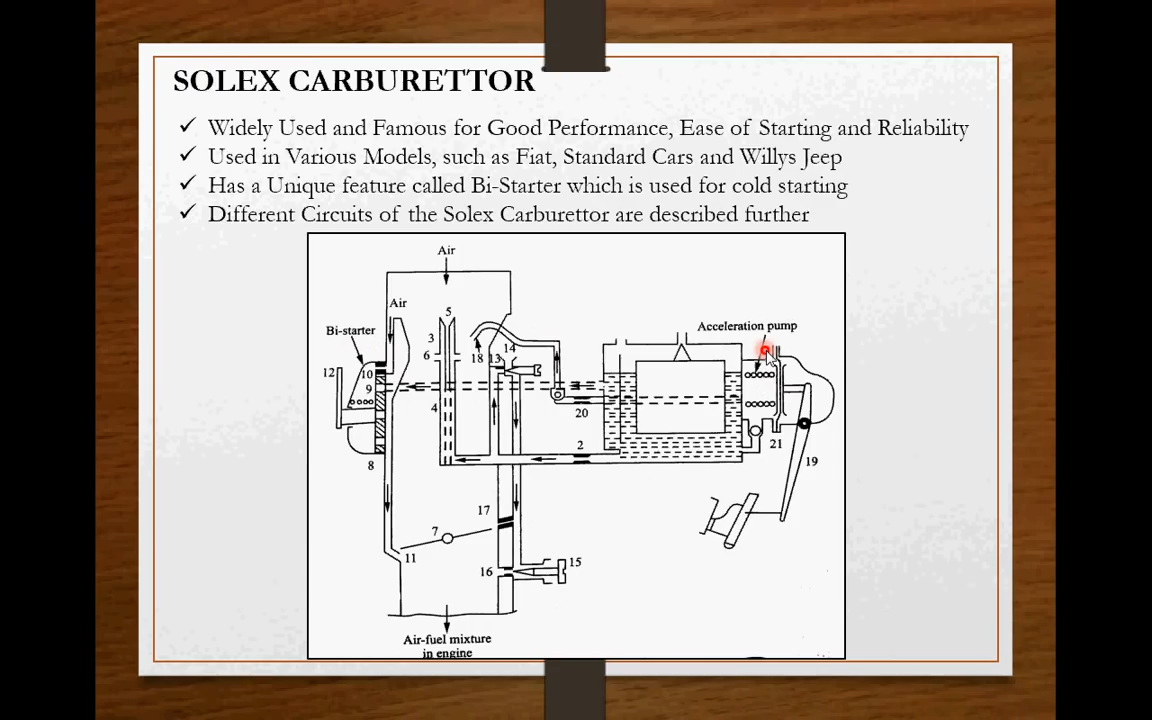 SOLEX CARBURETTOR
Widely Used and Famous for Good Performance, Ease of Starting and Reliability
Used in Various Models, such as Fiat, Standard Cars and Willys Jeep
Has a Unique feature called Bi-Starter which is used for cold starting
Different Circuits of the Solex Carburettor are described further
Air
Air
5
Bi-starter
Acceleration pump
3
6
18
13
14
12
10
9
4
20
2
21
8
19
17
7
11
16
15
Air-fuel mixture
in engine